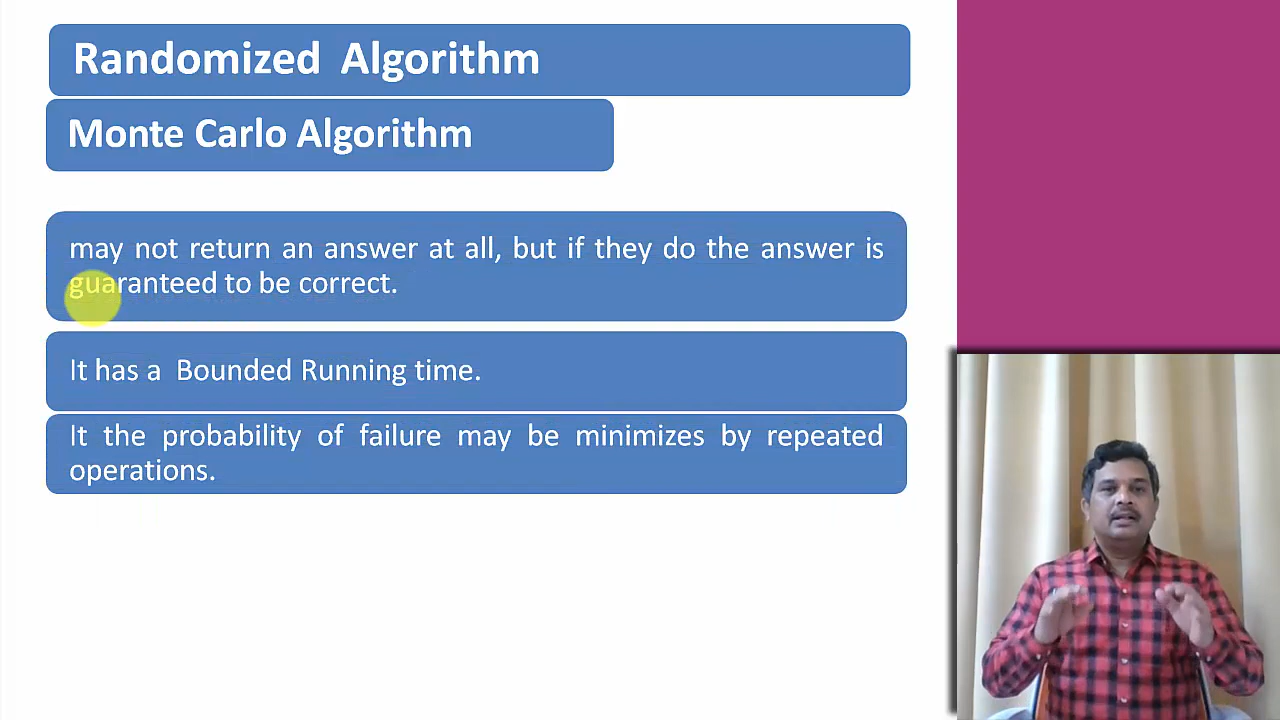 Randomized Algorithm
Monte Carlo Algorithm
may not return an answer at all, but if they do the answer is
guaranteed to be correct.
It has a Bounded Running time.
It the probability of failure may be minimizes by repeated
operations.